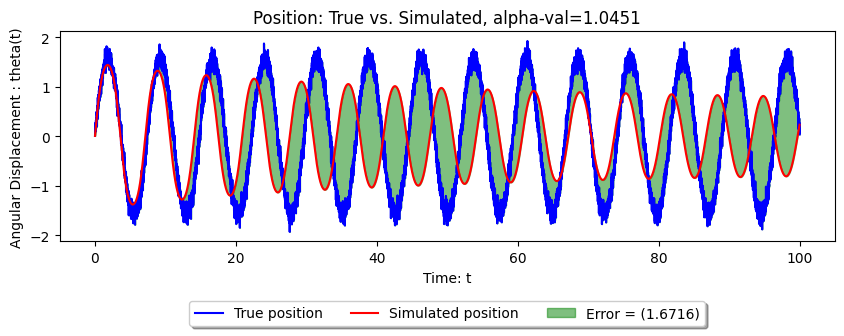 Position: True vs. Simulated, alpha-val=1.0451
Angular Displacement : theta(t)
2
1
0
−1
−2
0 20 40 60 80 100
Time: t
True position Simulated position Error = (1.6716)